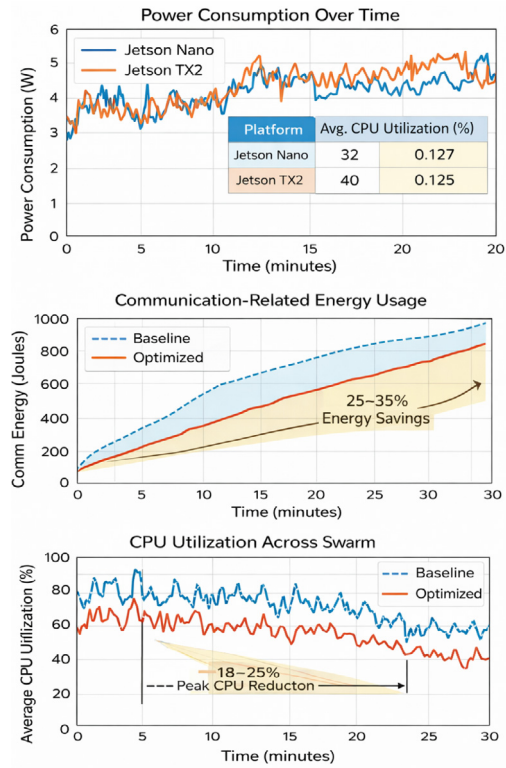 Power Consumption Over Time
Power Consumption (W)
6
5
4
3
2
1
0
Jetson Nano
Jetson TX2
Platform Avg. CPU Utilization (%)
Jetson Nano 32 0.127
Jetson TX2 40 0.125
0 5 10 15 20 20
Time (minutes)
Communication-Related Energy Usage
Comm Energy (Joules)
1000
800
600
400
200
0
Baseline
Optimized
25~35%
Energy Savings
0 5 10 15 20 25 30 30
Time (minutes)
CPU Utilization Across Swarm
Average CPU Utilization (%)
100
80
60
40
20
0
Baseline
Optimized
18–25%
Peak CPU Reducton
0 5 10 15 20 25 30
Time (minutes)